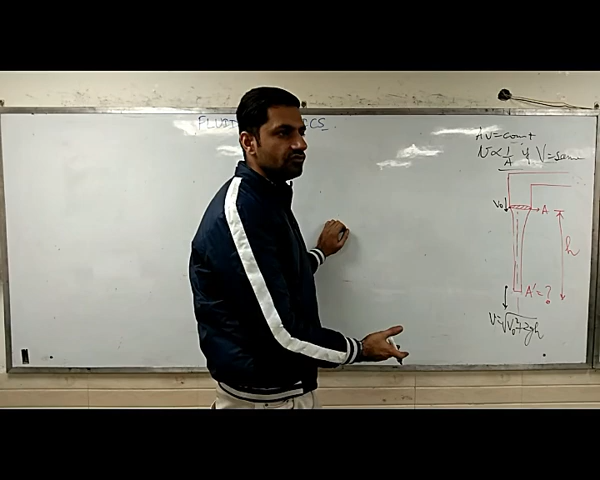 FLUID CS.
Av=const
v∝1/A if V=same
V₀
A
h
A'=?
V=√V₀²+2gh